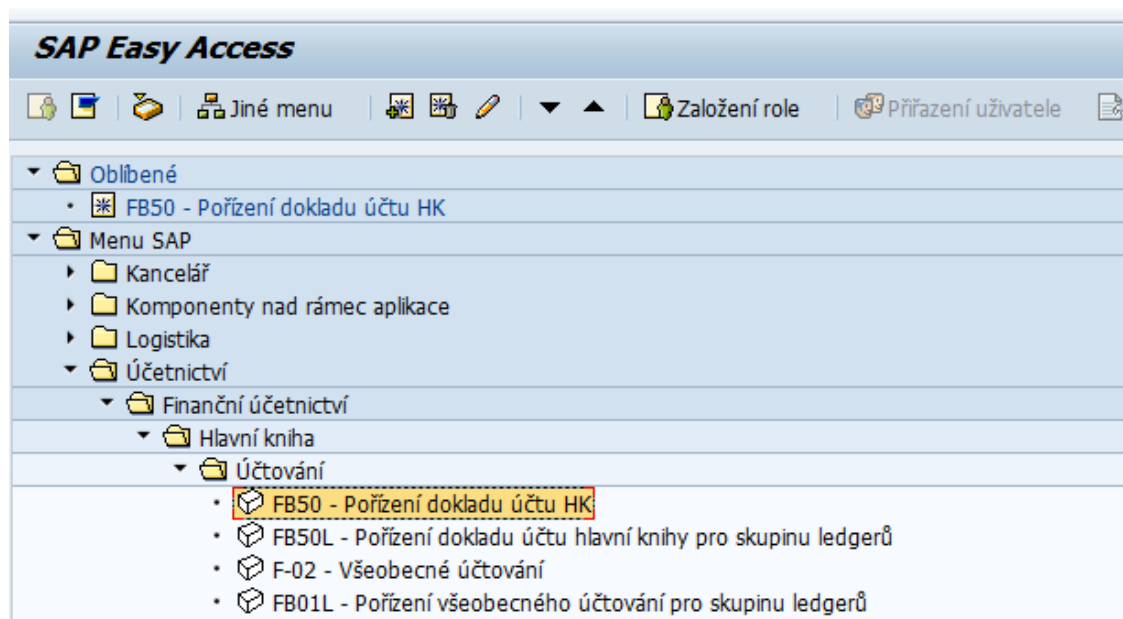 SAP Easy Access
Jiné menu Založení role Přiřazení uživatele
Oblíbené
FB50 - Pořízení dokladu účtu HK
Menu SAP
Kancelář
Komponenty nad rámec aplikace
Logistika
Účetnictví
Finanční účetnictví
Hlavní kniha
Účtování
FB50 - Pořízení dokladu účtu HK
FB50L - Pořízení dokladu účtu hlavní knihy pro skupinu ledgerů
F-02 - Všeobecné účtování
FB01L - Pořízení všeobecného účtování pro skupinu ledgerů